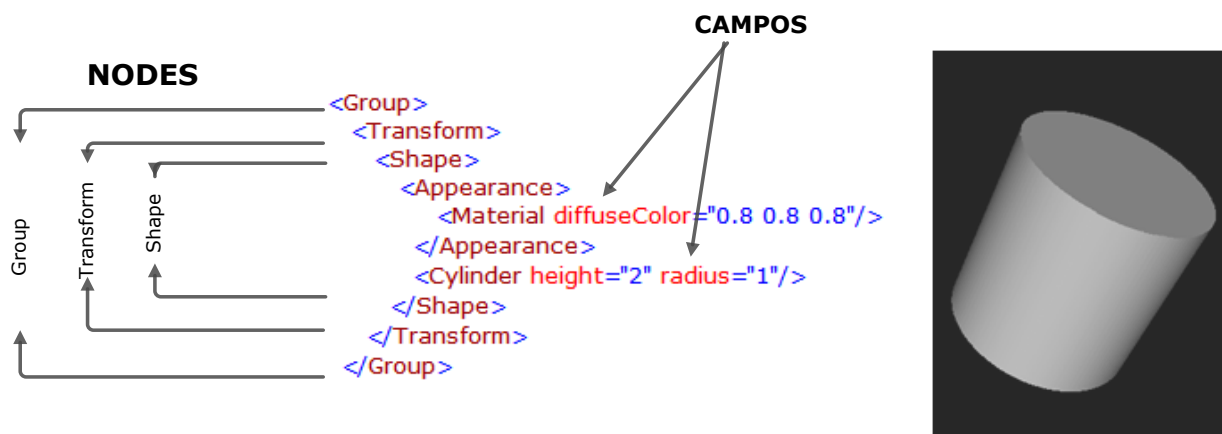 CAMPOS
NODES
<Group>
<Transform>
<Shape>
<Appearance>
<Material diffuseColor="0.8 0.8 0.8"/>
</Appearance>
<Cylinder height="2" radius="1"/>
</Shape>
</Transform>
</Group>
Group
Transform
Shape